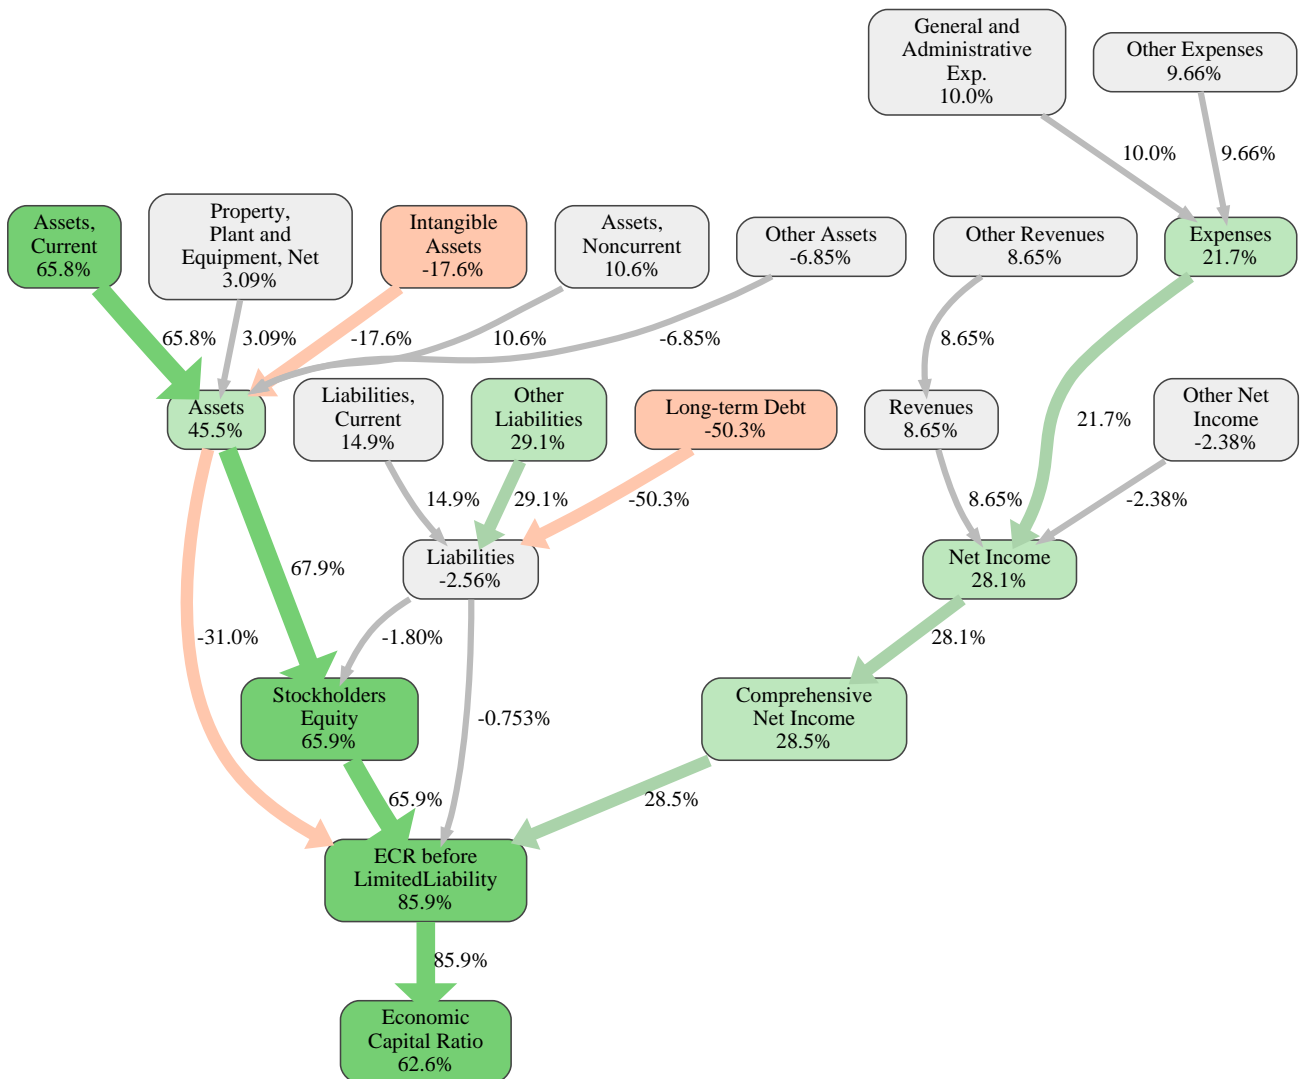 General and
Administrative
Exp.
10.0%
Other Expenses
9.66%
10.0%
9.66%
Assets,
Current
65.8%
Property,
Plant and
Equipment, Net
3.09%
Intangible
Assets
-17.6%
Assets,
Noncurrent
10.6%
Other Assets
-6.85%
Other Revenues
8.65%
Expenses
21.7%
65.8%
3.09%
-17.6%
10.6%
-6.85%
8.65%
Assets
45.5%
Liabilities,
Current
14.9%
Other
Liabilities
29.1%
Long-term Debt
-50.3%
Revenues
8.65%
21.7%
Other Net
Income
-2.38%
14.9%
29.1%
-50.3%
8.65%
-2.38%
67.9%
Liabilities
-2.56%
Net Income
28.1%
-31.0%
-1.80%
28.1%
Stockholders
Equity
65.9%
-0.753%
Comprehensive
Net Income
28.5%
65.9%
28.5%
ECR before
LimitedLiability
85.9%
85.9%
Economic
Capital Ratio
62.6%